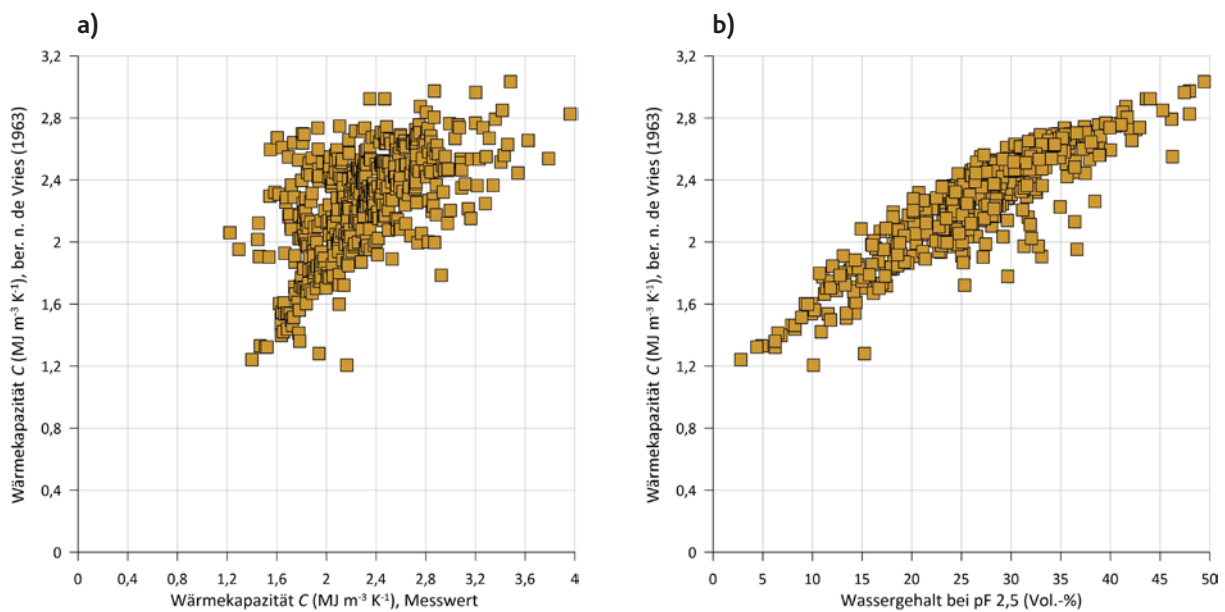 a)
Wärmekapazität C (MJ m⁻³ K⁻¹), ber. n. de Vries (1963)
3,2
2,8
2,4
2
1,6
1,2
0,8
0,4
0
0 0,4 0,8 1,2 1,6 2 2,4 2,8 3,2 3,6 4
Wärmekapazität C (MJ m⁻³ K⁻¹), Messwert
b)
Wärmekapazität C (MJ m⁻³ K⁻¹), ber. n. de Vries (1963)
3,2
2,8
2,4
2
1,6
1,2
0,8
0,4
0
0 5 10 15 20 25 30 35 40 45 50
Wassergehalt bei pF 2,5 (Vol.-%)